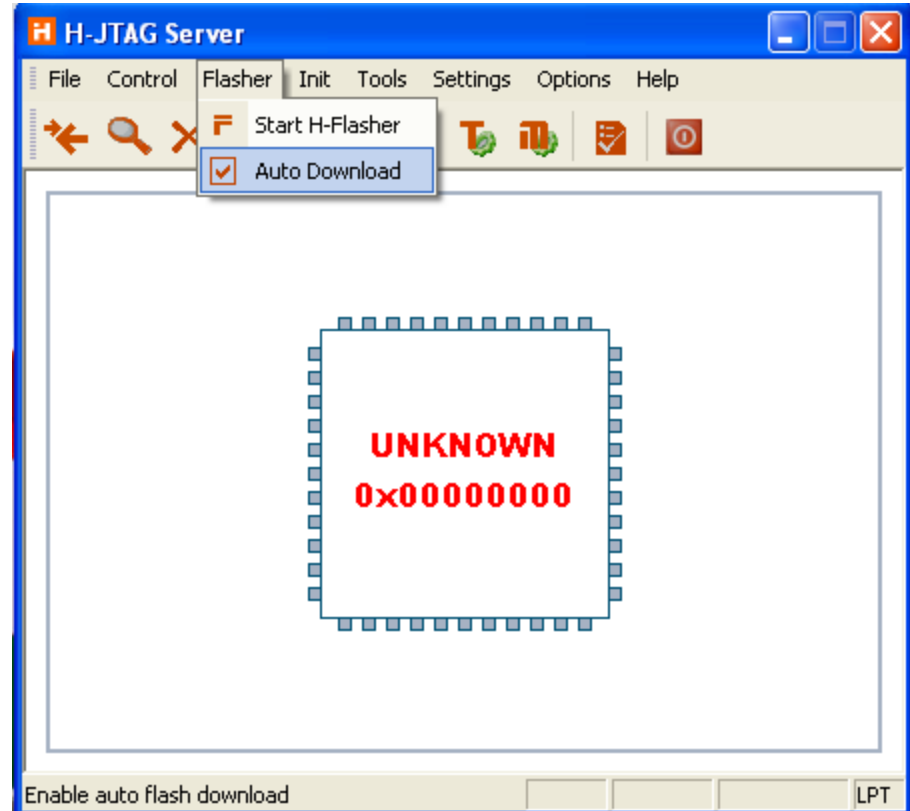 H-JTAG Server
File Control Flasher Init Tools Settings Options Help
Start H-Flasher
Auto Download
UNKNOWN
0x00000000
Enable auto flash download LPT